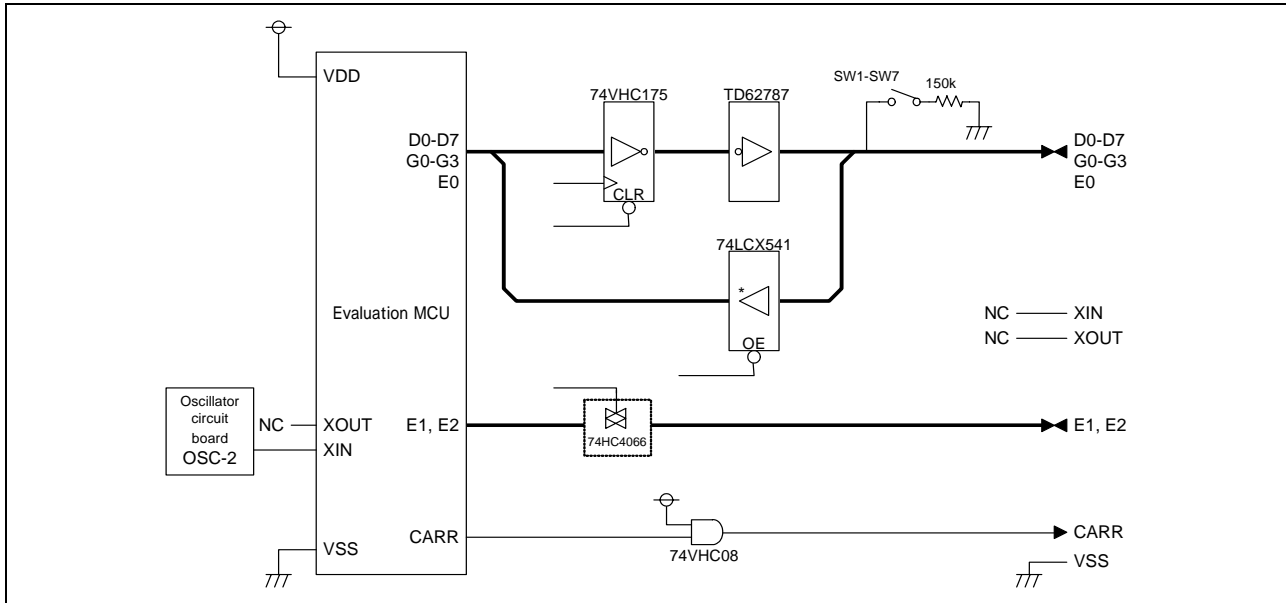 VDD
SW1-SW7
150k
74VHC175
TD62787
D0-D7
G0-G3
E0
CLR
D0-D7
G0-G3
E0
74LCX541
*
OE
Evaluation MCU
NC
XIN
NC
XOUT
Oscillator
circuit
board
OSC-2
NC
XOUT
XIN
E1, E2
74HC4066
E1, E2
CARR
74VHC08
CARR
VSS
VSS